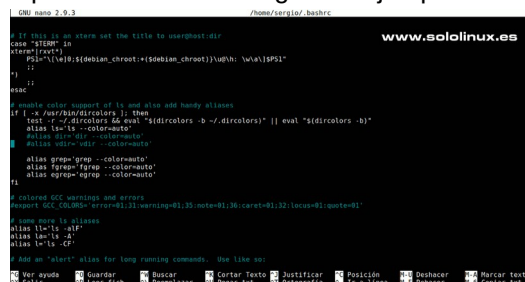 GNU nano 2.9.3 /home/sergio/.bashrc
www.sololinux.es
# If this is an xterm set the title to user@host:dir
case "$TERM" in
xterm*|rxvt*)
PS1="\[\e]0;${debian_chroot:+($debian_chroot)}\u@\h: \w\a\]$PS1"
;;
*)
;;
esac
# enable color support of ls and also add handy aliases
if [ -x /usr/bin/dircolors ]; then
test -r ~/.dircolors && eval "$(dircolors -b ~/.dircolors)" || eval "$(dircolors -b)"
alias ls='ls --color=auto'
#alias dir='dir --color=auto'
#alias vdir='vdir --color=auto'
alias grep='grep --color=auto'
alias fgrep='fgrep --color=auto'
alias egrep='egrep --color=auto'
fi
# colored GCC warnings and errors
#export GCC_COLORS='error=01;31:warning=01;35:note=01;36:caret=01;32:locus=01:quote=01'
# some more ls aliases
alias ll='ls -alF'
alias la='ls -A'
alias l='ls -CF'
# Add an "alert" alias for long running commands. Use like so:
^G Ver ayuda ^O Guardar ^W Buscar ^K Cortar Texto ^J Justificar ^C Posición M-U Deshacer M-A Marcar text